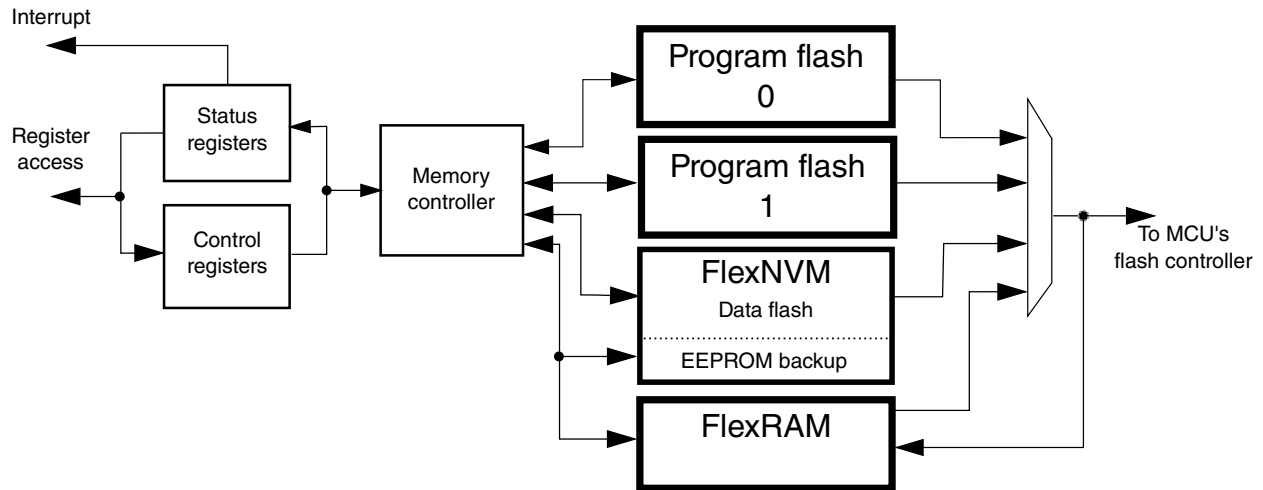 Interrupt
Status
registers
Register
access
Control
registers
Memory
controller
Program flash
0
Program flash
1
FlexNVM
Data flash
EEPROM backup
FlexRAM
To MCU's
flash controller